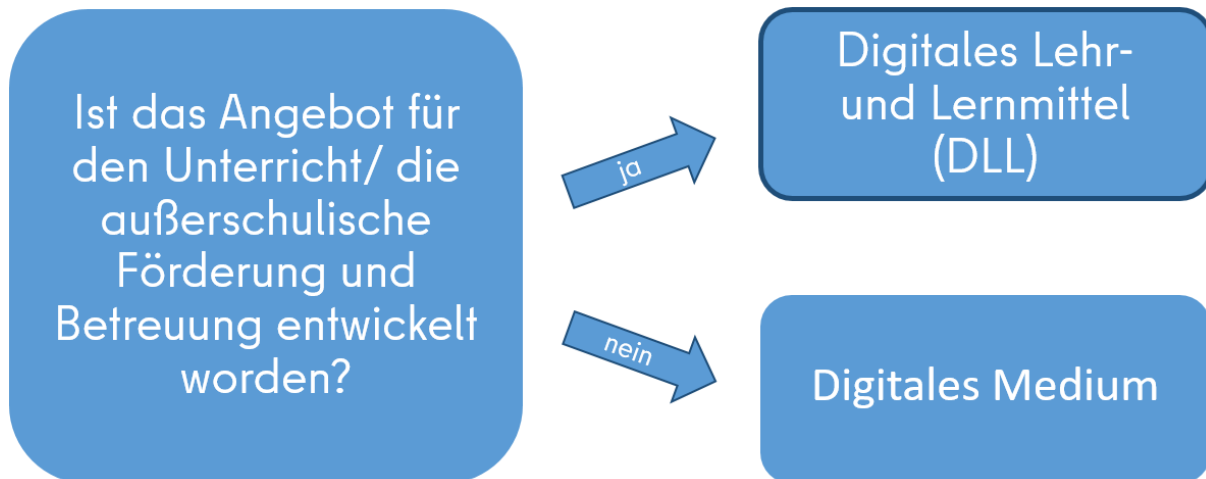 Ist das Angebot für
den Unterricht/ die
außerschulische
Förderung und
Betreuung entwickelt
worden?
ja
Digitales Lehr-
und Lernmittel
(DLL)
nein
Digitales Medium